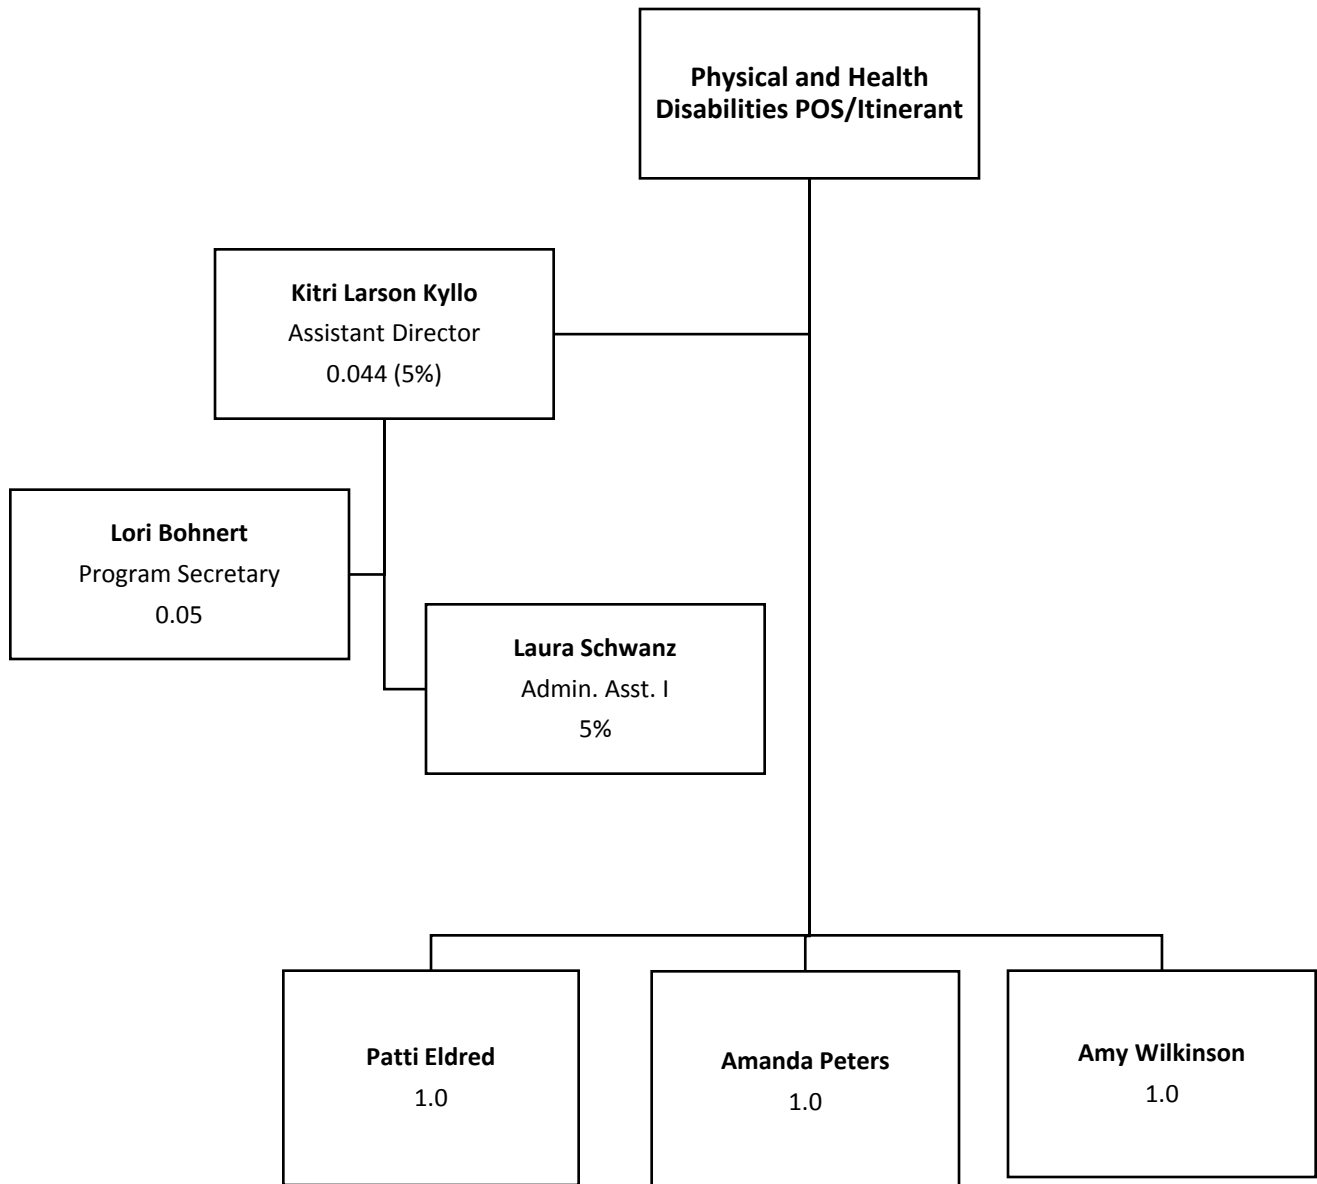 Physical and Health
Disabilities POS/Itinerant
Kitri Larson Kyllo
Assistant Director
0.044 (5%)
Lori Bohnert
Program Secretary
0.05
Laura Schwanz
Admin. Asst. I
5%
Patti Eldred
1.0
Amanda Peters
1.0
Amy Wilkinson
1.0